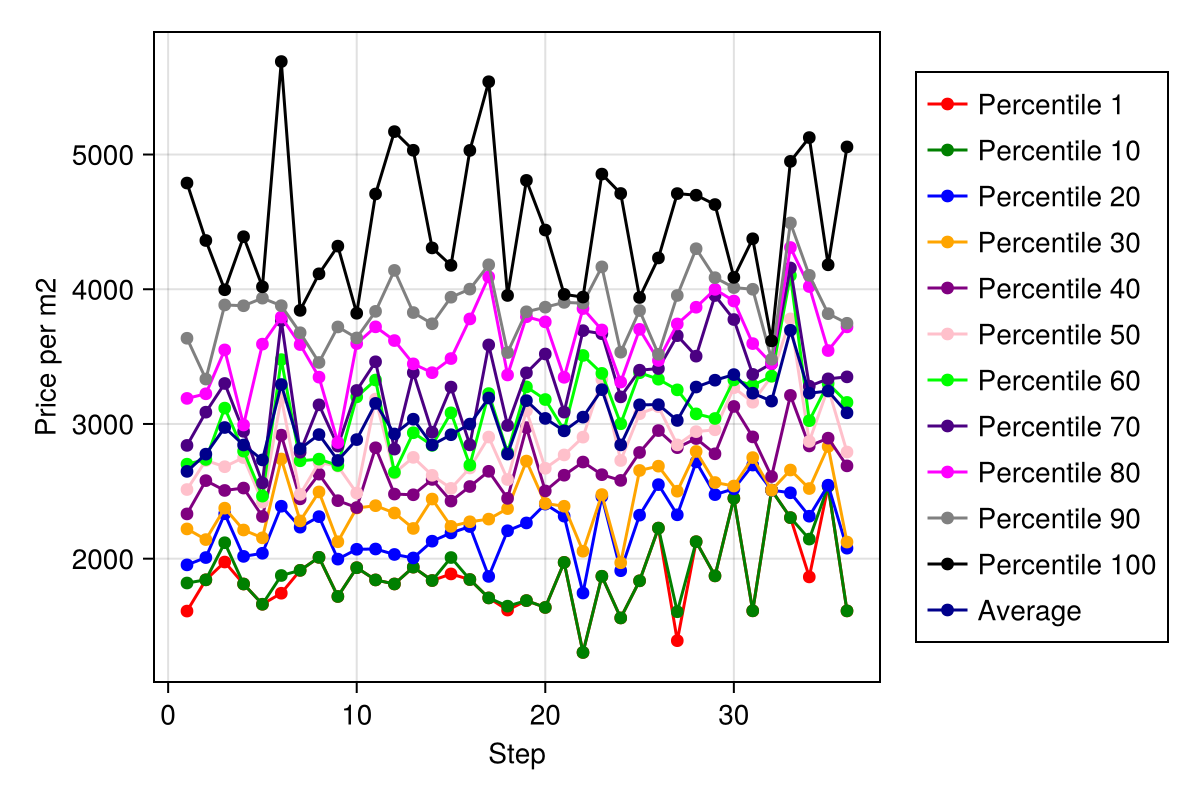 5000
4000
3000
2000
Price per m2
0 10 20 30
Step
Percentile 1
Percentile 10
Percentile 20
Percentile 30
Percentile 40
Percentile 50
Percentile 60
Percentile 70
Percentile 80
Percentile 90
Percentile 100
Average